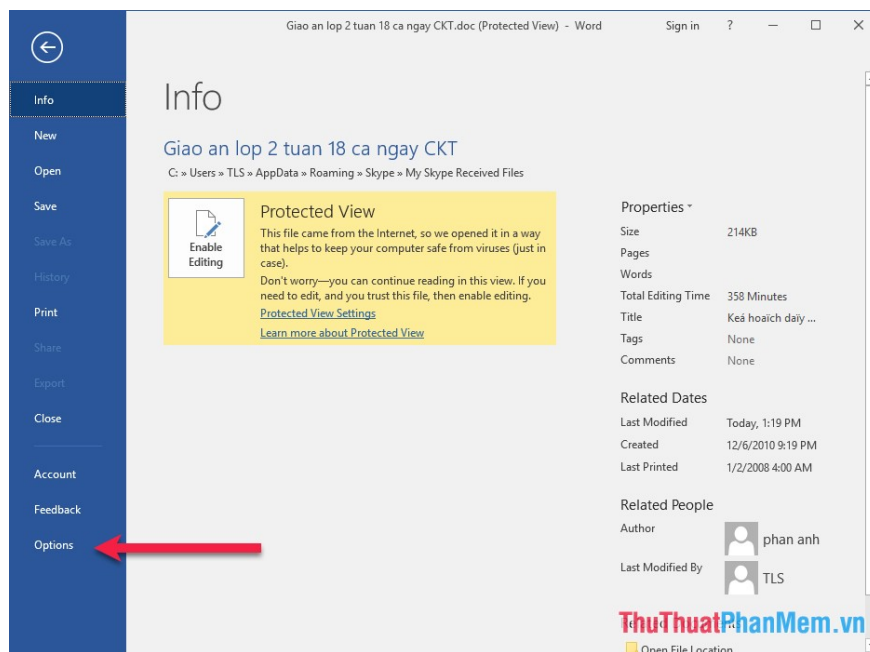 Giao an lop 2 tuan 18 ca ngay CKT.doc (Protected View) - Word
Sign in
?
Info
New
Open
Save
Save As
History
Print
Share
Export
Close
Account
Feedback
Options
Info
Giao an lop 2 tuan 18 ca ngay CKT
C: » Users » TLS » AppData » Roaming » Skype » My Skype Received Files
Enable
Editing
Protected View
This file came from the Internet, so we opened it in a way
that helps to keep your computer safe from viruses (just in
case).
Don't worry—you can continue reading in this view. If you
need to edit, and you trust this file, then enable editing.
Protected View Settings
Learn more about Protected View
Properties
Size 214KB
Pages
Words
Total Editing Time 358 Minutes
Title Keá hoaïch daïy ...
Tags None
Comments None
Related Dates
Last Modified Today, 1:19 PM
Created 12/6/2010 9:19 PM
Last Printed 1/2/2008 4:00 AM
Related People
Author phan anh
Last Modified By TLS
ThuThuatPhanMem.vn
Open File Location